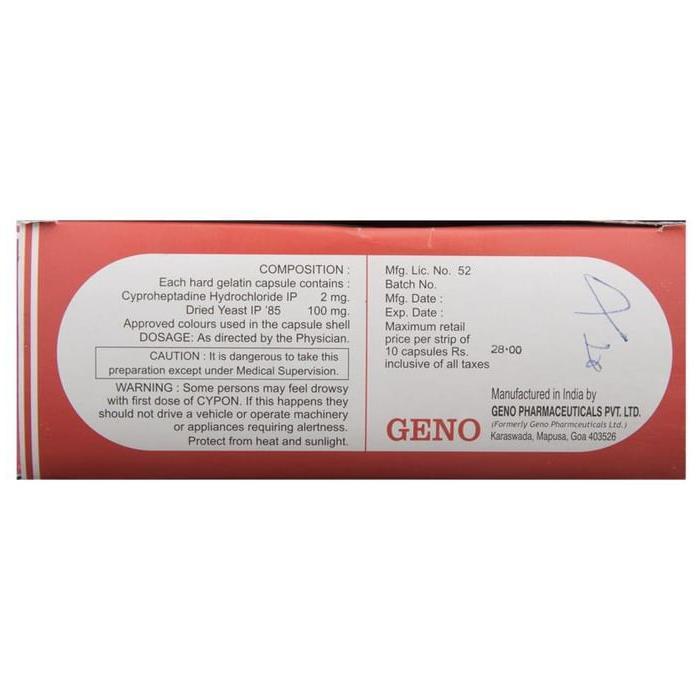 COMPOSITION :
Each hard gelatin capsule contains :
Cyproheptadine Hydrochloride IP 2 mg.
Dried Yeast IP '85 100 mg.
Approved colours used in the capsule shell
DOSAGE: As directed by the Physician.
CAUTION : It is dangerous to take this
preparation except under Medical Supervision.
WARNING : Some persons may feel drowsy
with first dose of CYPON. If this happens they
should not drive a vehicle or operate machinery
or appliances requiring alertness.
Protect from heat and sunlight.
Mfg. Lic. No. 52
Batch No.
Mfg. Date :
Exp. Date :
Maximum retail
price per strip of
10 capsules Rs. 28.00
inclusive of all taxes
GENO
Manufactured in India by
GENO PHARMACEUTICALS PVT. LTD.
(Formerly Geno Pharmceuticals Ltd.)
Karaswada, Mapusa, Goa 403526